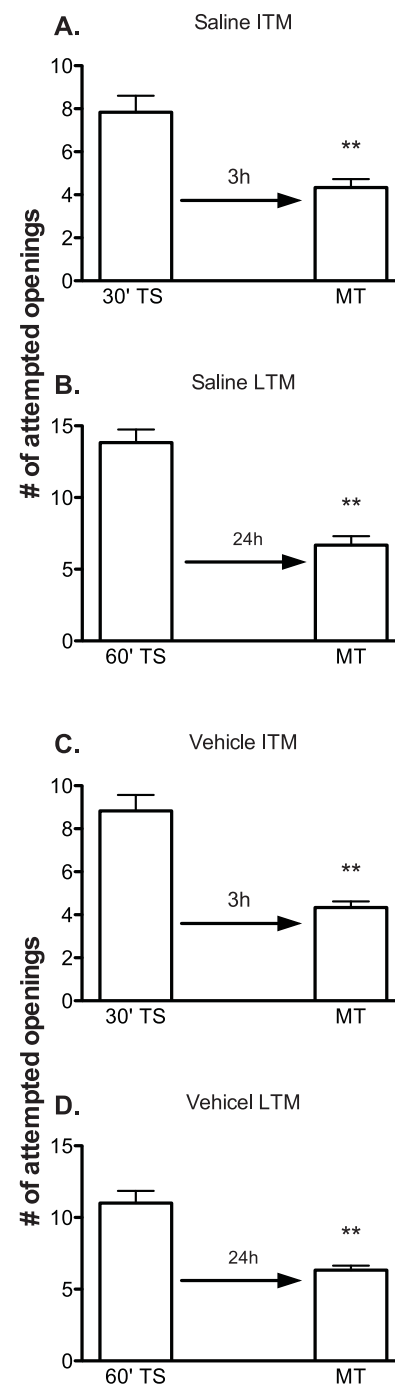 A. Saline ITM
# of attempted openings
10
8
6
4
2
0
3h
**
30' TS MT
B. Saline LTM
15
10
5
0
24h
**
60' TS MT
C. Vehicle ITM
# of attempted openings
10
8
6
4
2
0
3h
**
30' TS MT
D. Vehicel LTM
15
10
5
0
24h
**
60' TS MT